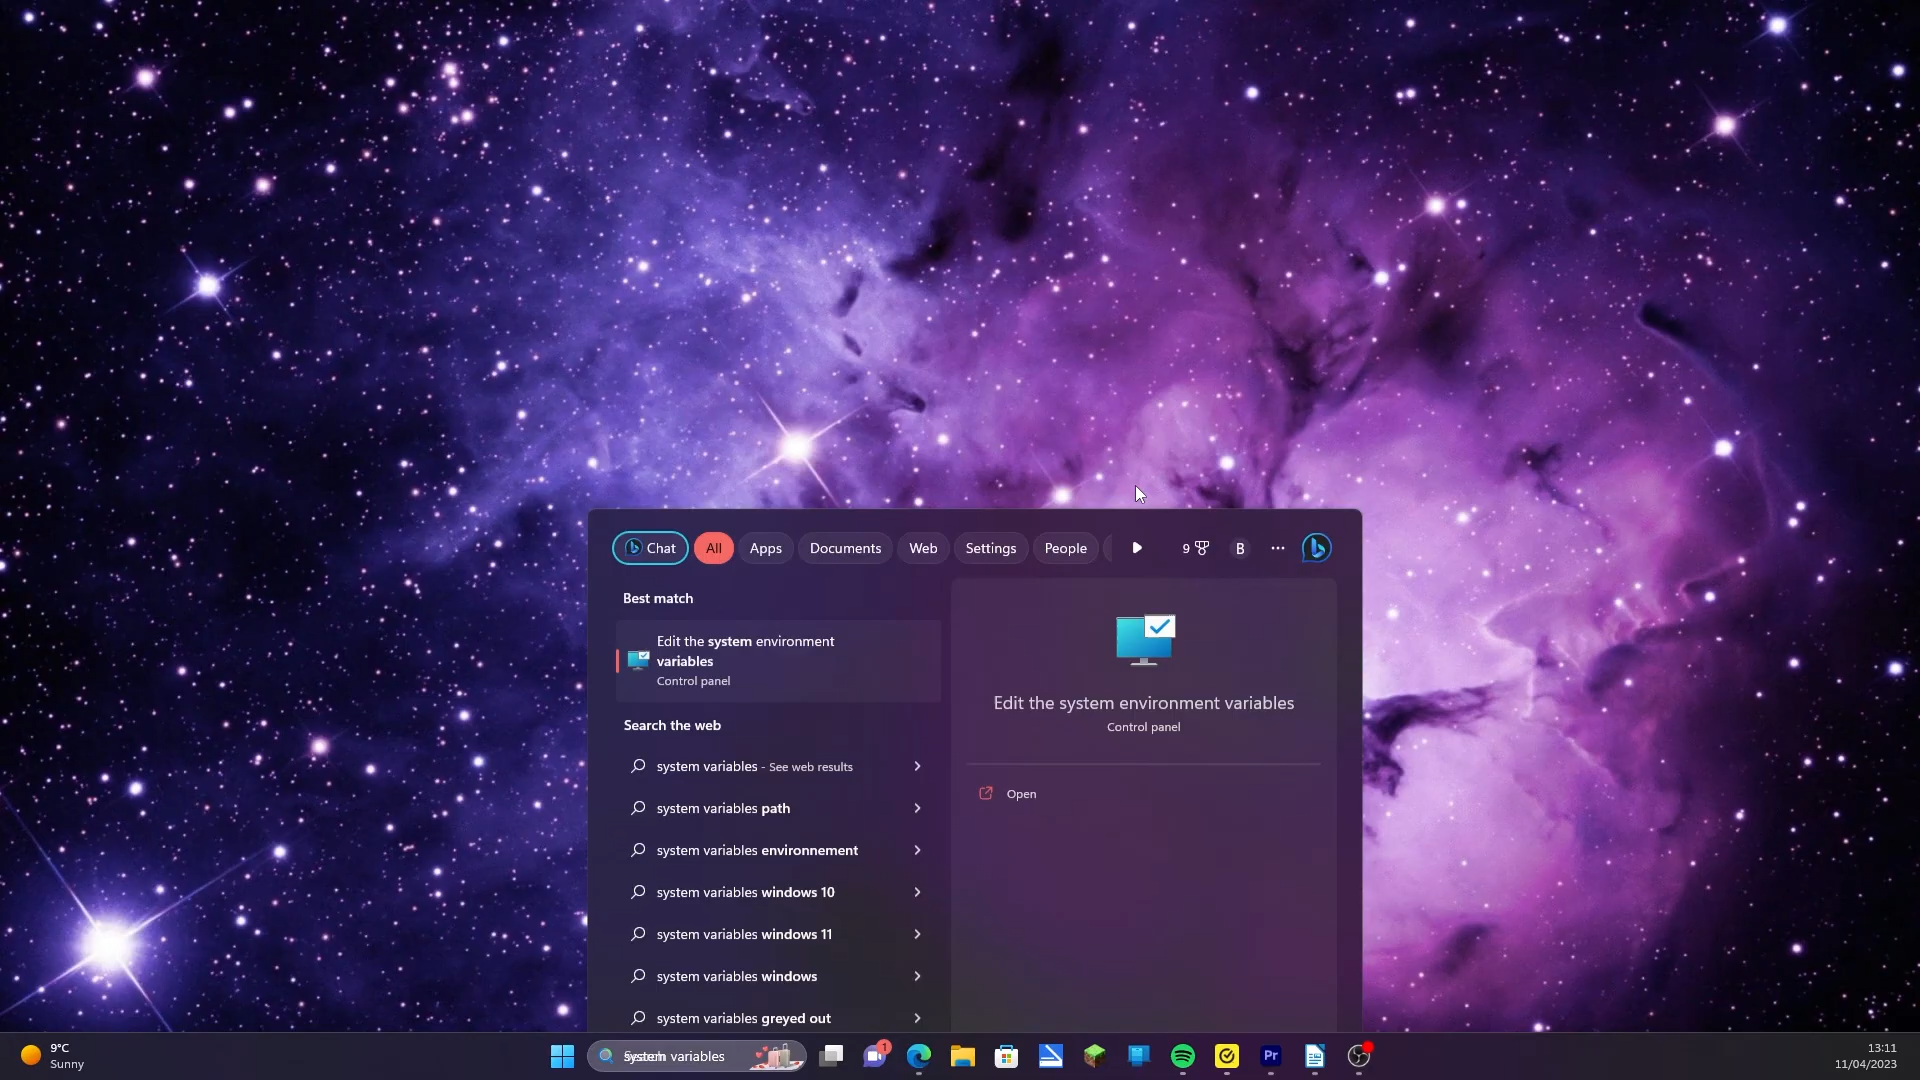 Chat All Apps Documents Web Settings People 9 B
Best match
Edit the system environment
variables
Control panel
Search the web
system variables - See web results
system variables path
system variables environnement
system variables windows 10
system variables windows 11
system variables windows
system variables greyed out
Edit the system environment variables
Control panel
Open
9°C
Sunny
system variables
1
Pr
13:11
11/04/2023